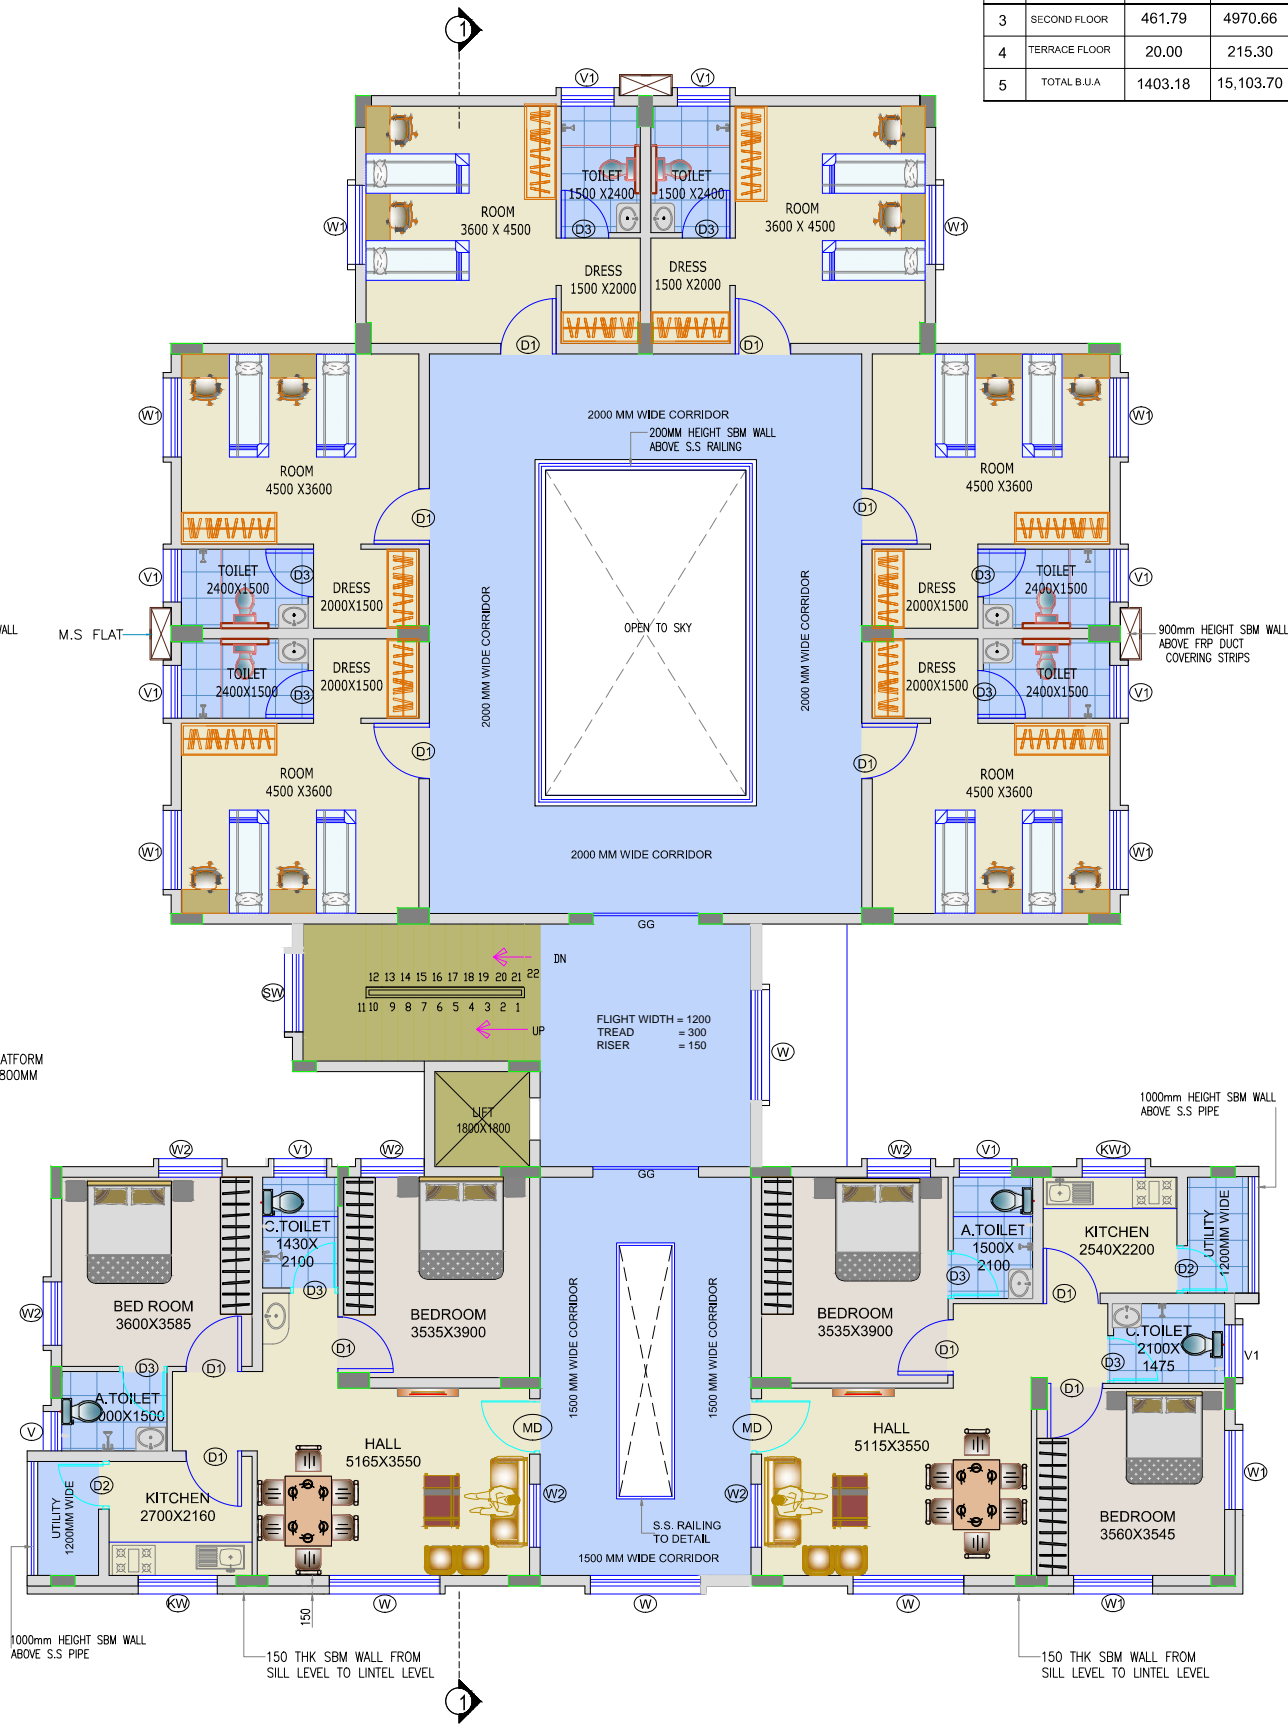 3 SECOND FLOOR 461.79 4970.66
4 TERRACE FLOOR 20.00 215.30
5 TOTAL B.U.A 1403.18 15,103.70
1
V1
V1
TOILET
1500 X2400
TOILET
1500 X2400
ROOM
3600 X 4500
ROOM
3600 X 4500
W1
W1
D3
D3
DRESS
1500 X2000
DRESS
1500 X2000
D1
D1
2000 MM WIDE CORRIDOR
200MM HEIGHT SBM WALL
ABOVE S.S RAILING
W1
W1
ROOM
4500 X3600
ROOM
4500 X3600
D1
D1
V1
TOILET
2400X1500
D3
DRESS
2000X1500
DRESS
2000X1500
D3
TOILET
2400X1500
V1
2000 MM WIDE CORRIDOR
2000 MM WIDE CORRIDOR
OPEN TO SKY
M.S FLAT
900mm HEIGHT SBM WALL
ABOVE FRP DUCT
COVERING STRIPS
V1
TOILET
2400X1500
D3
DRESS
2000X1500
DRESS
2000X1500
D3
TOILET
2400X1500
V1
D1
D1
ROOM
4500 X3600
ROOM
4500 X3600
W1
W1
2000 MM WIDE CORRIDOR
GG
DN
12 13 14 15 16 17 18 19 20 21 22
SW
11 10 9 8 7 6 5 4 3 2 1
UP
FLIGHT WIDTH = 1200
TREAD = 300
RISER = 150
W
ATFORM
800MM
LIFT
1800X1800
1000mm HEIGHT SBM WALL
ABOVE S.S PIPE
W2
V1
W2
GG
W2
V1
KW1
C.TOILET
1430X
2100
D3
A.TOILET
1500X
2100
D3
KITCHEN
2540X2200
UTILITY
1200MM WIDE
D2
D1
BED ROOM
3600X3585
W2
BEDROOM
3535X3900
BEDROOM
3535X3900
1500 MM WIDE CORRIDOR
1500 MM WIDE CORRIDOR
C.TOILET
2100X
1475
D3
V1
D1
D1
D1
D1
D3
A.TOILET
V
MD
MD
HALL
5165X3550
HALL
5115X3550
D1
D2
KITCHEN
2700X2160
UTILITY
1200MM WIDE
W2
W2
W1
BEDROOM
3560X3545
S.S. RAILING
TO DETAIL
1500 MM WIDE CORRIDOR
KW
W
W
W
W1
150
1000mm HEIGHT SBM WALL
ABOVE S.S PIPE
150 THK SBM WALL FROM
SILL LEVEL TO LINTEL LEVEL
150 THK SBM WALL FROM
SILL LEVEL TO LINTEL LEVEL
1